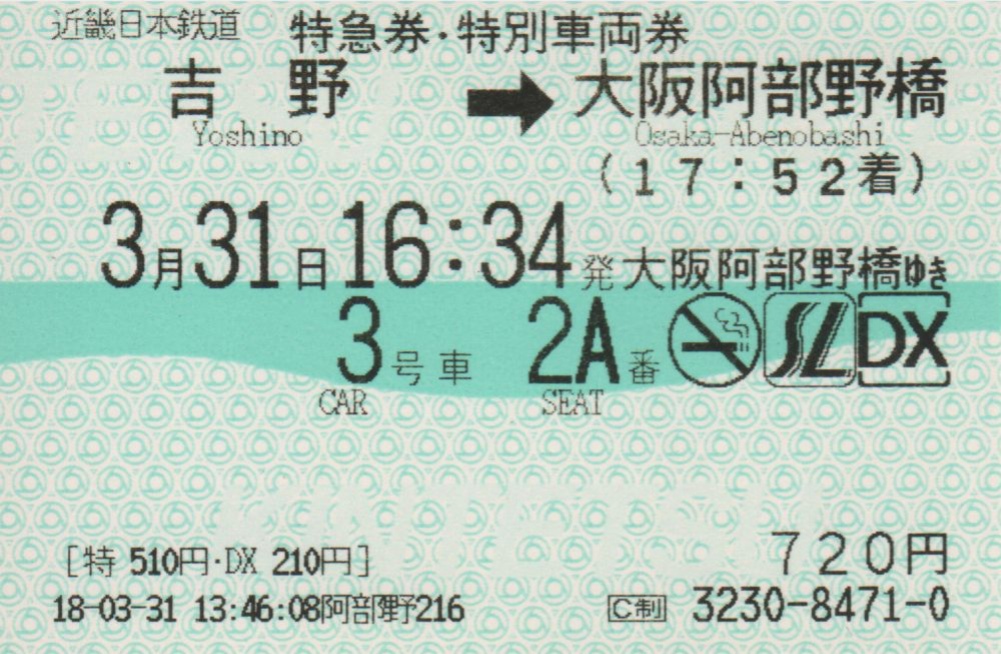 近畿日本鉄道 特急券・特別車両券
吉野 ➡ 大阪阿部野橋
Yoshino Osaka-Abenobashi
(17:52着)
3月31日16:34発 大阪阿部野橋ゆき
3号車 2A番 SL DX
CAR SEAT
[特 510円・DX 210円] 720円
18-03-31 13:46:08阿部野216 C制 3230-8471-0